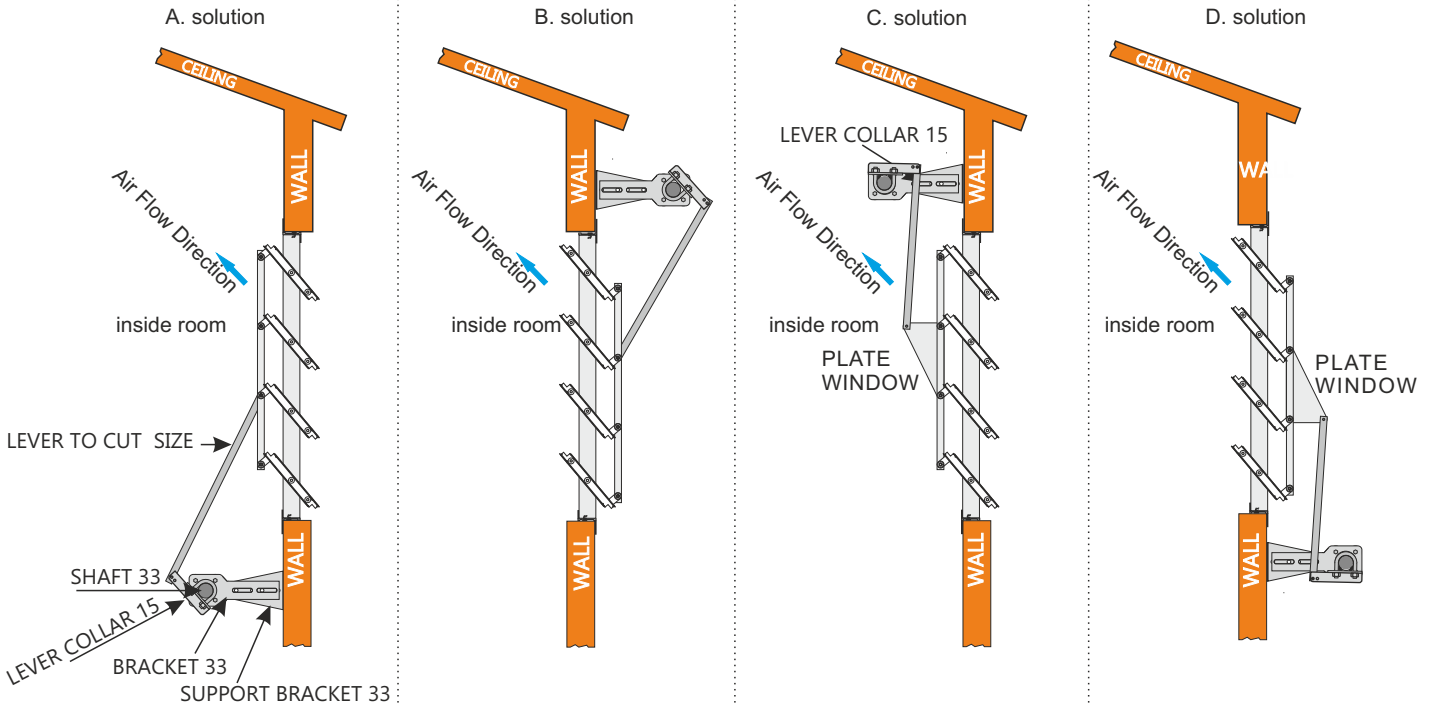 A. solution
CEILING
WALL
Air Flow Direction
inside room
LEVER TO CUT SIZE
SHAFT 33
LEVER COLLAR 15
BRACKET 33
SUPPORT BRACKET 33
WALL
B. solution
CEILING
WALL
Air Flow Direction
inside room
WALL
C. solution
CEILING
LEVER COLLAR 15
WALL
Air Flow Direction
inside room
PLATE
WINDOW
WALL
D. solution
CEILING
WA
Air Flow Direction
inside room
PLATE
WINDOW
WALL